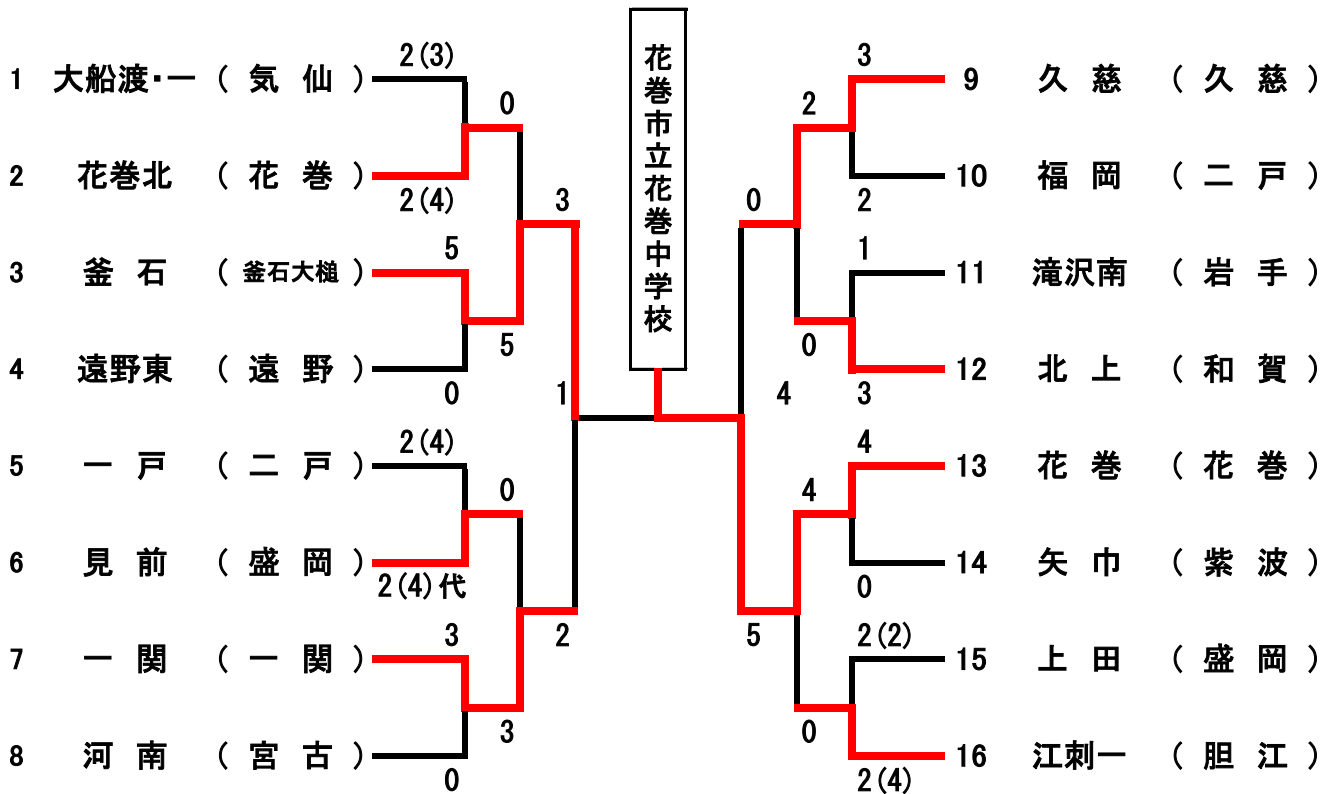 花巻市立花巻中学校
1 大船渡・一 ( 気 仙 ) 2(3)
0
2 花巻北 ( 花 巻 ) 2(4)
3
3 釜 石 ( 釜石大槌 ) 5
5
4 遠野東 ( 遠 野 ) 0
1
5 一 戸 ( 二 戸 ) 2(4)
0
6 見 前 ( 盛 岡 ) 2(4)代
2
7 一 関 ( 一 関 ) 3
3
8 河 南 ( 宮 古 ) 0
3 9 久 慈 ( 久 慈 )
2
2 10 福 岡 ( 二 戸 )
0
1 11 滝沢南 ( 岩 手 )
0
3 12 北 上 ( 和 賀 )
4
4 13 花 巻 ( 花 巻 )
4
0 14 矢 巾 ( 紫 波 )
5
2(2) 15 上 田 ( 盛 岡 )
0
2(4) 16 江刺一 ( 胆 江 )